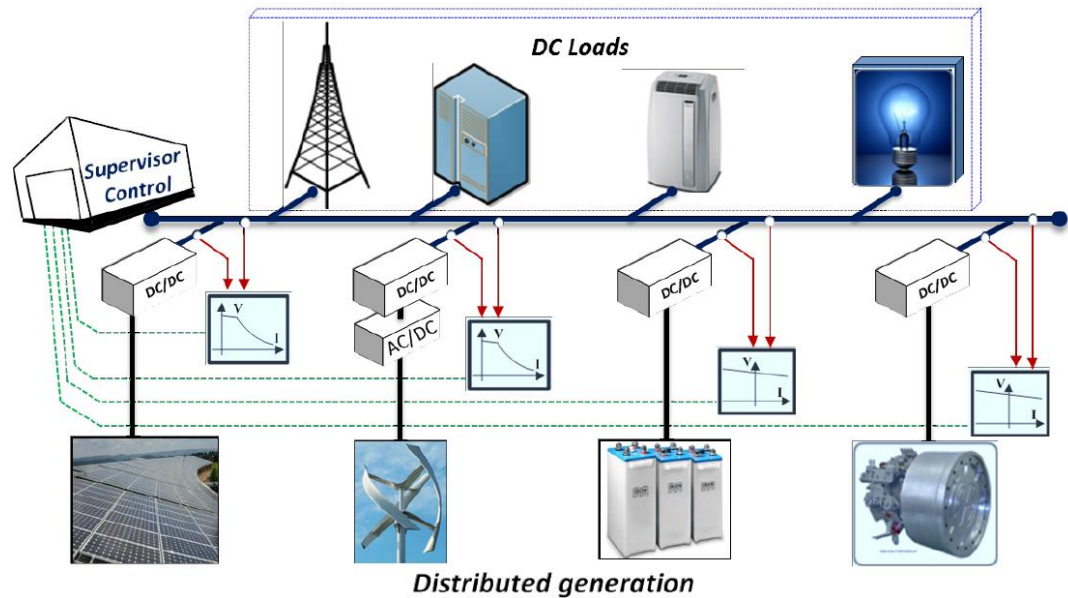 DC Loads
Supervisor
Control
DC/DC
DC/DC
DC/DC
DC/DC
AC/DC
V
I
V
I
V
I
V
I
Distributed generation